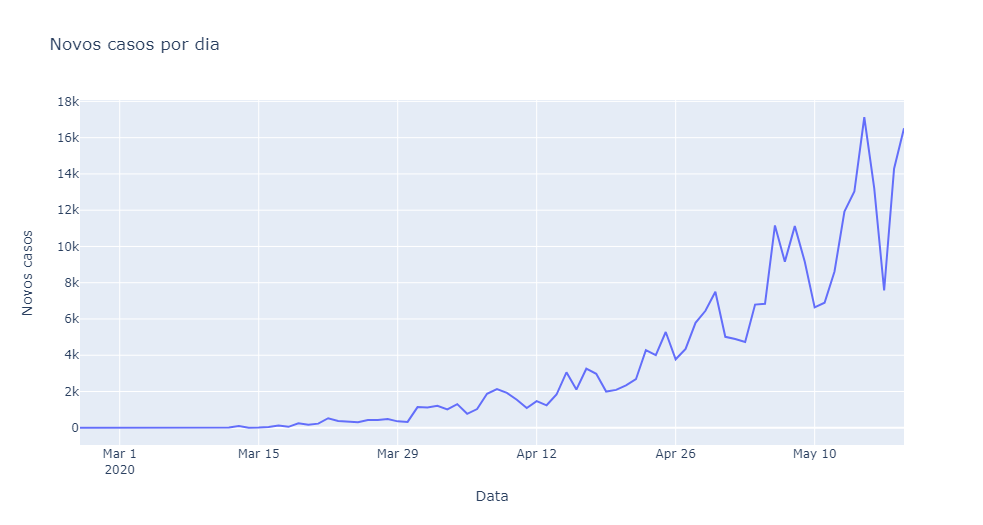 Novos casos por dia
18k
16k
14k
12k
10k
8k
6k
4k
2k
0
Novos casos
Mar 1
2020
Mar 15
Mar 29
Apr 12
Apr 26
May 10
Data